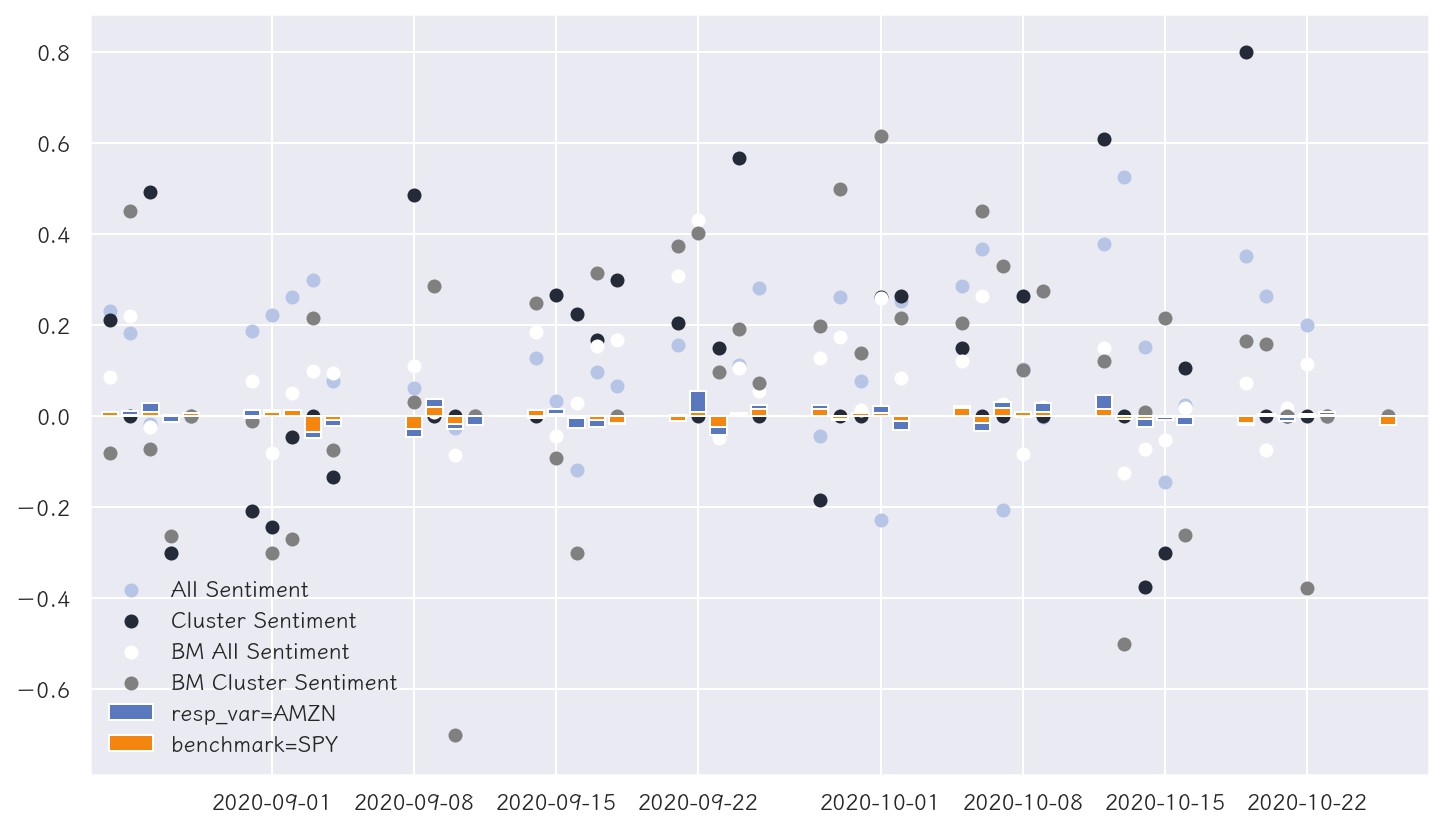 0.8
0.6
0.4
0.2
0.0
−0.2
−0.4
−0.6
All Sentiment
Cluster Sentiment
BM All Sentiment
BM Cluster Sentiment
resp_var=AMZN
benchmark=SPY
2020-09-01 2020-09-08 2020-09-15 2020-09-22 2020-10-01 2020-10-08 2020-10-15 2020-10-22